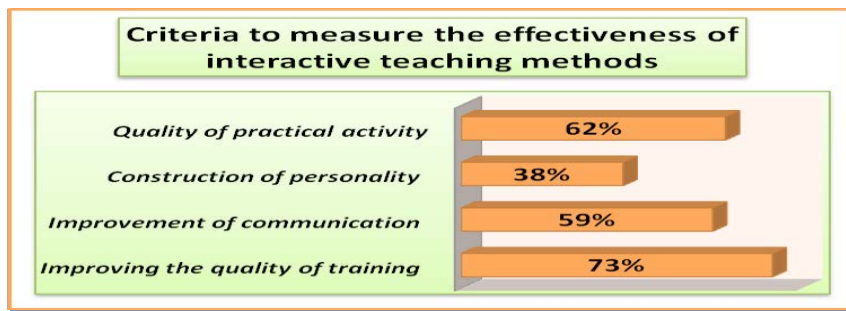 Criteria to measure the effectiveness of
interactive teaching methods
Quality of practical activity
62%
Construction of personality
38%
Improvement of communication
59%
Improving the quality of training
73%